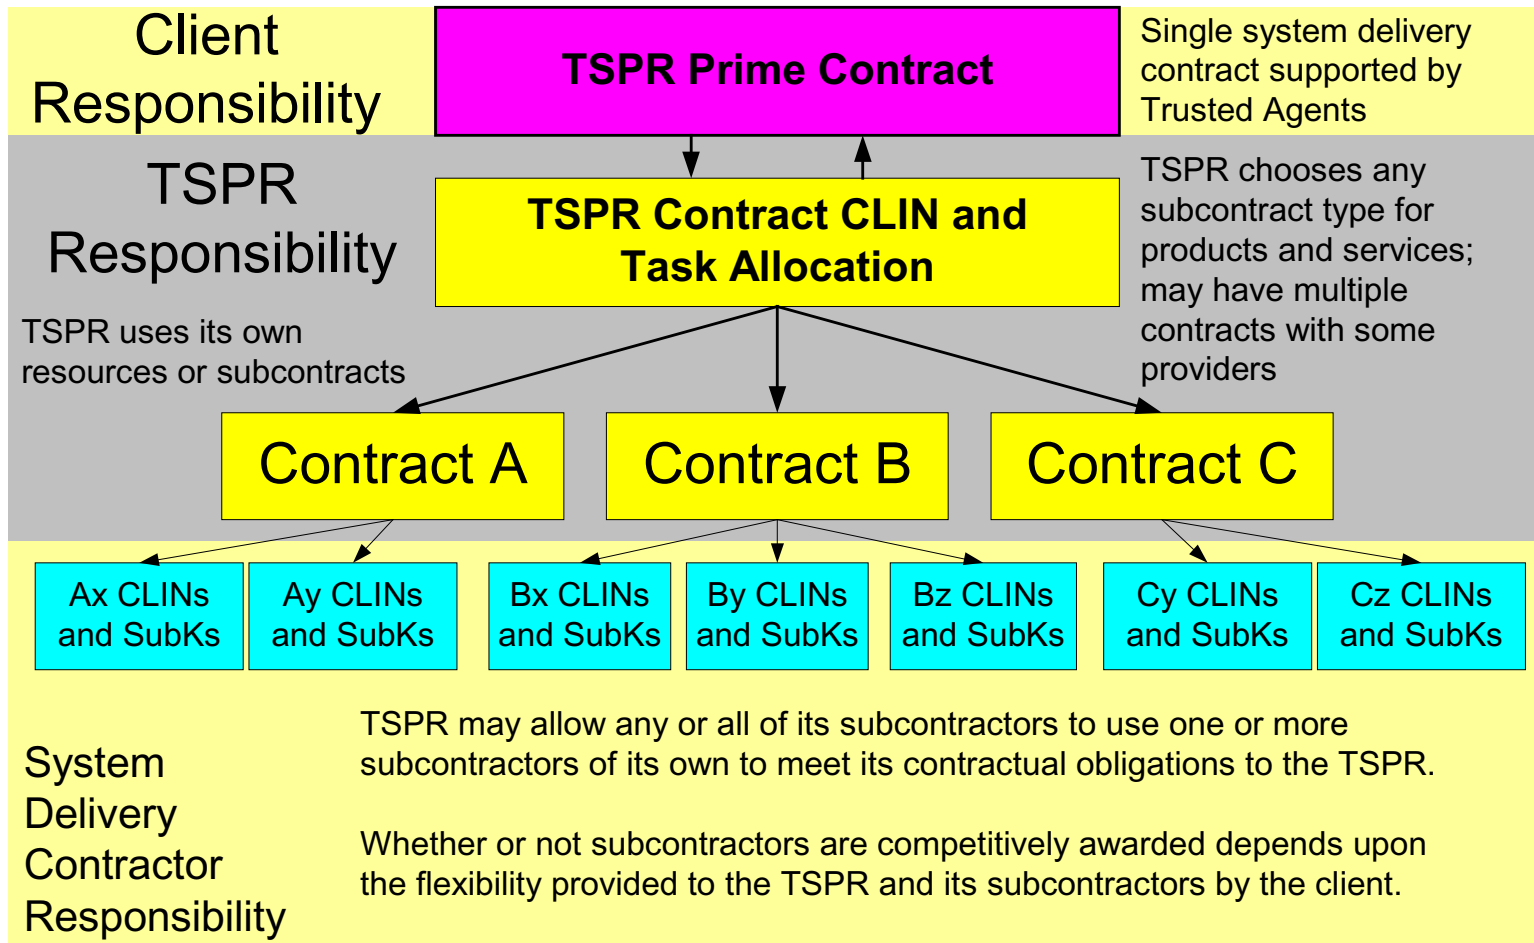 Client
Responsibility
TSPR Prime Contract
Single system delivery
contract supported by
Trusted Agents
TSPR
Responsibility
TSPR uses its own
resources or subcontracts
TSPR Contract CLIN and
Task Allocation
TSPR chooses any
subcontract type for
products and services;
may have multiple
contracts with some
providers
Contract A
Contract B
Contract C
Ax CLINs
and SubKs
Ay CLINs
and SubKs
Bx CLINs
and SubKs
By CLINs
and SubKs
Bz CLINs
and SubKs
Cy CLINs
and SubKs
Cz CLINs
and SubKs
System
Delivery
Contractor
Responsibility
TSPR may allow any or all of its subcontractors to use one or more
subcontractors of its own to meet its contractual obligations to the TSPR.
Whether or not subcontractors are competitively awarded depends upon
the flexibility provided to the TSPR and its subcontractors by the client.